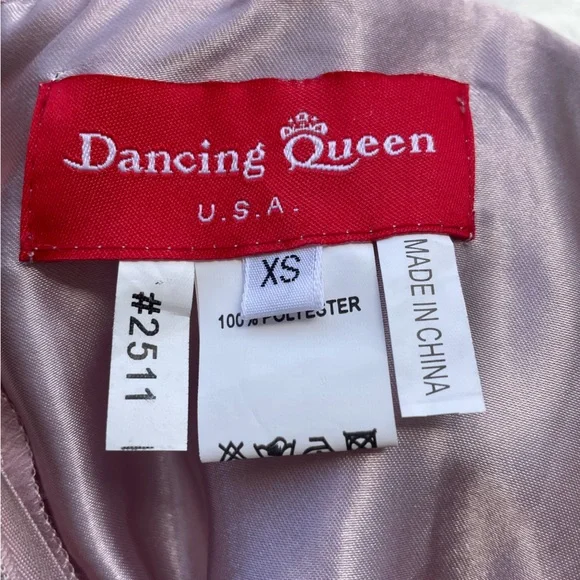 Dancing Queen
U.S.A.
XS
#2511
100% POLYESTER
MADE IN CHINA